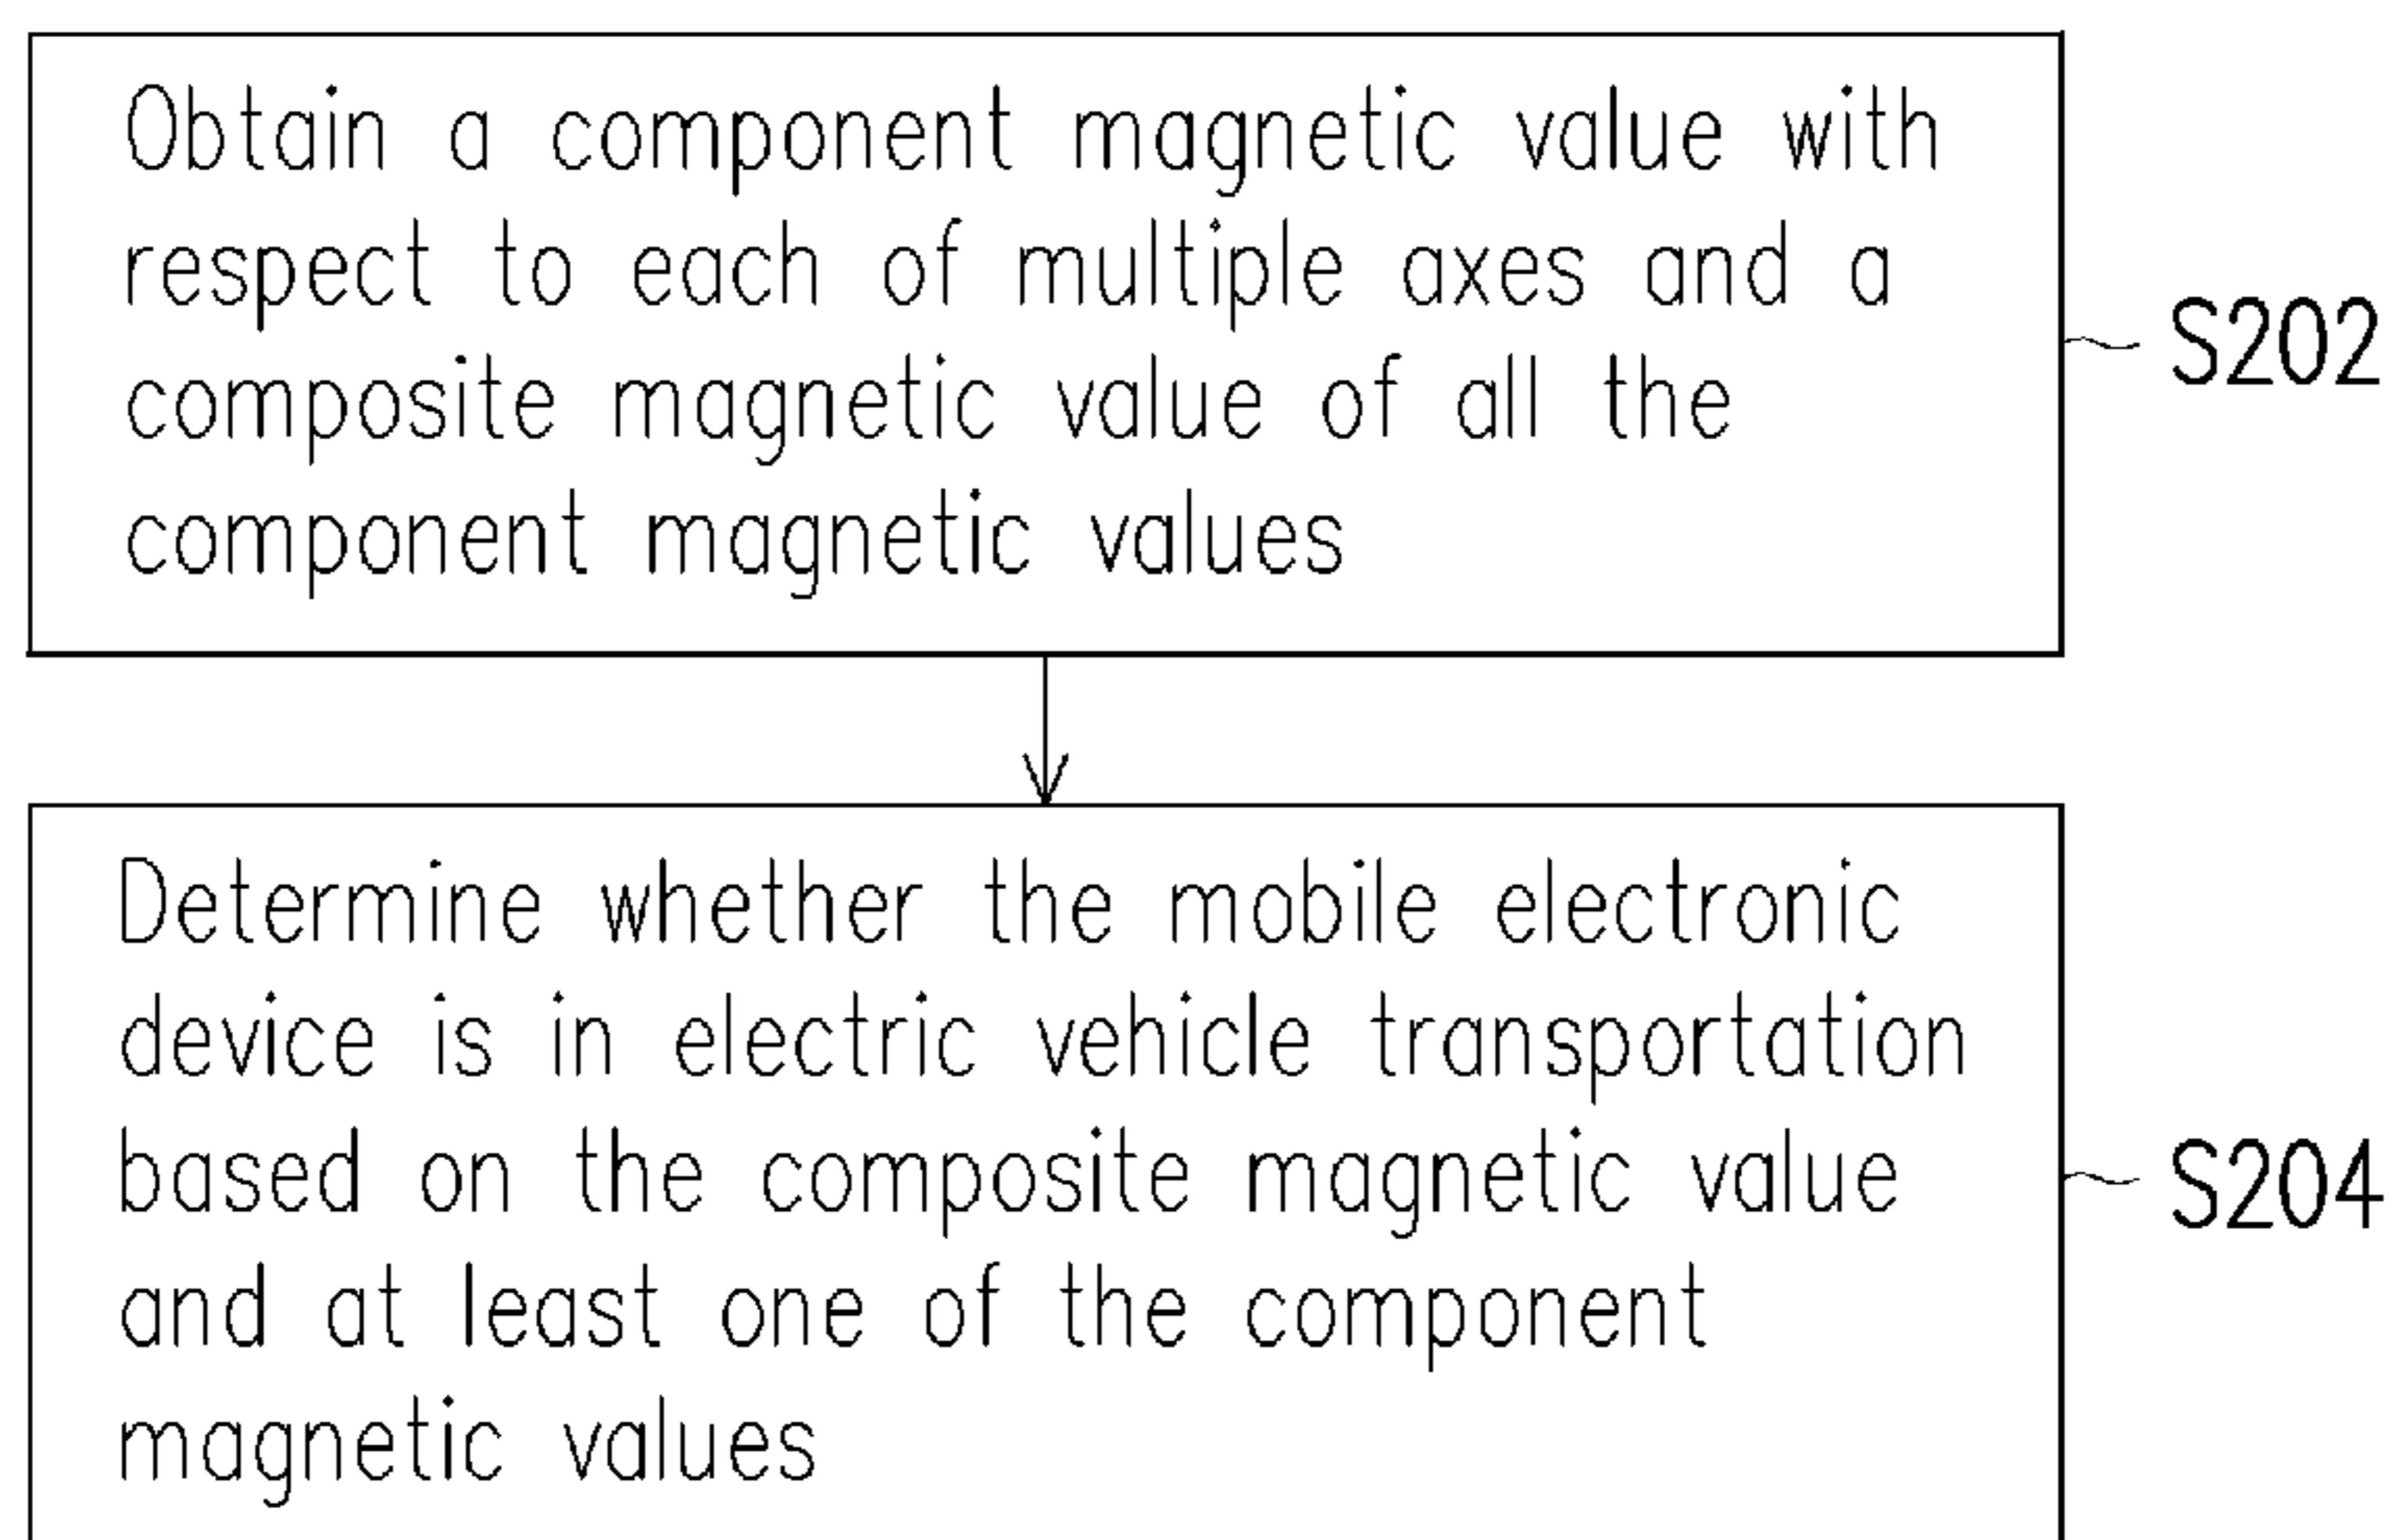 Obtain a component magnetic value with
respect to each of multiple axes and a
composite magnetic value of all the
component magnetic values
S202
Determine whether the mobile electronic
device is in electric vehicle transportation
based on the composite magnetic value
and at least one of the component
magnetic values
S204